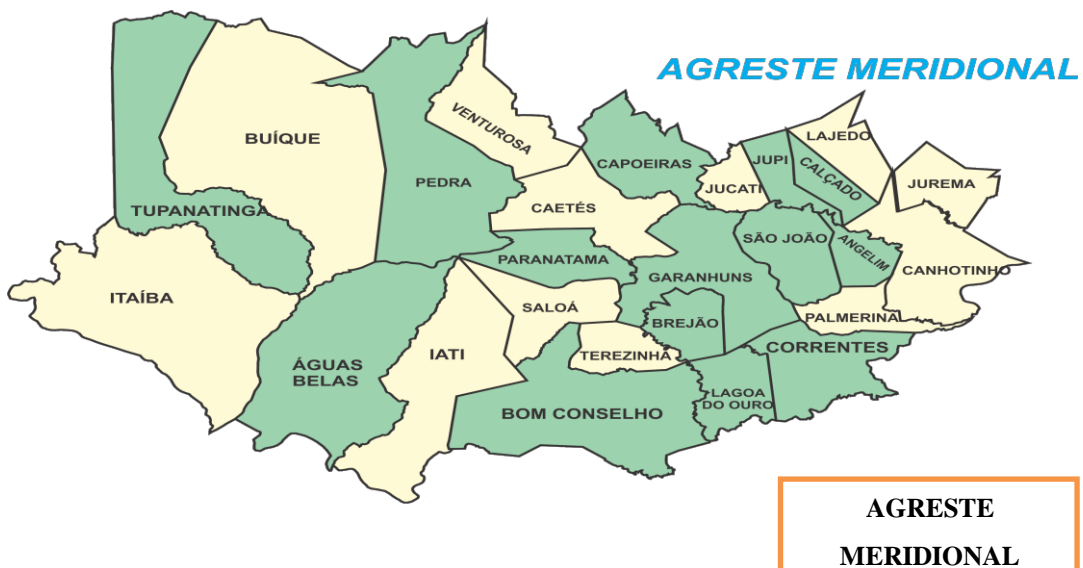 AGRESTE MERIDIONAL
VENTUROSA
LAJEDO
BUÍQUE
CAPOEIRAS
JUPI
CALÇADO
PEDRA
JUCATI
JUREMA
TUPANATINGA
CAETÉS
SÃO JOÃO
ANGELIM
PARANATAMA
GARANHUNS
CANHOTINHO
ITAÍBA
SALOÁ
BREJÃO
PALMERINA
IATI
TEREZINHA
CORRENTES
ÁGUAS
BELAS
LAGOA
DO OURO
BOM CONSELHO
AGRESTE
MERIDIONAL